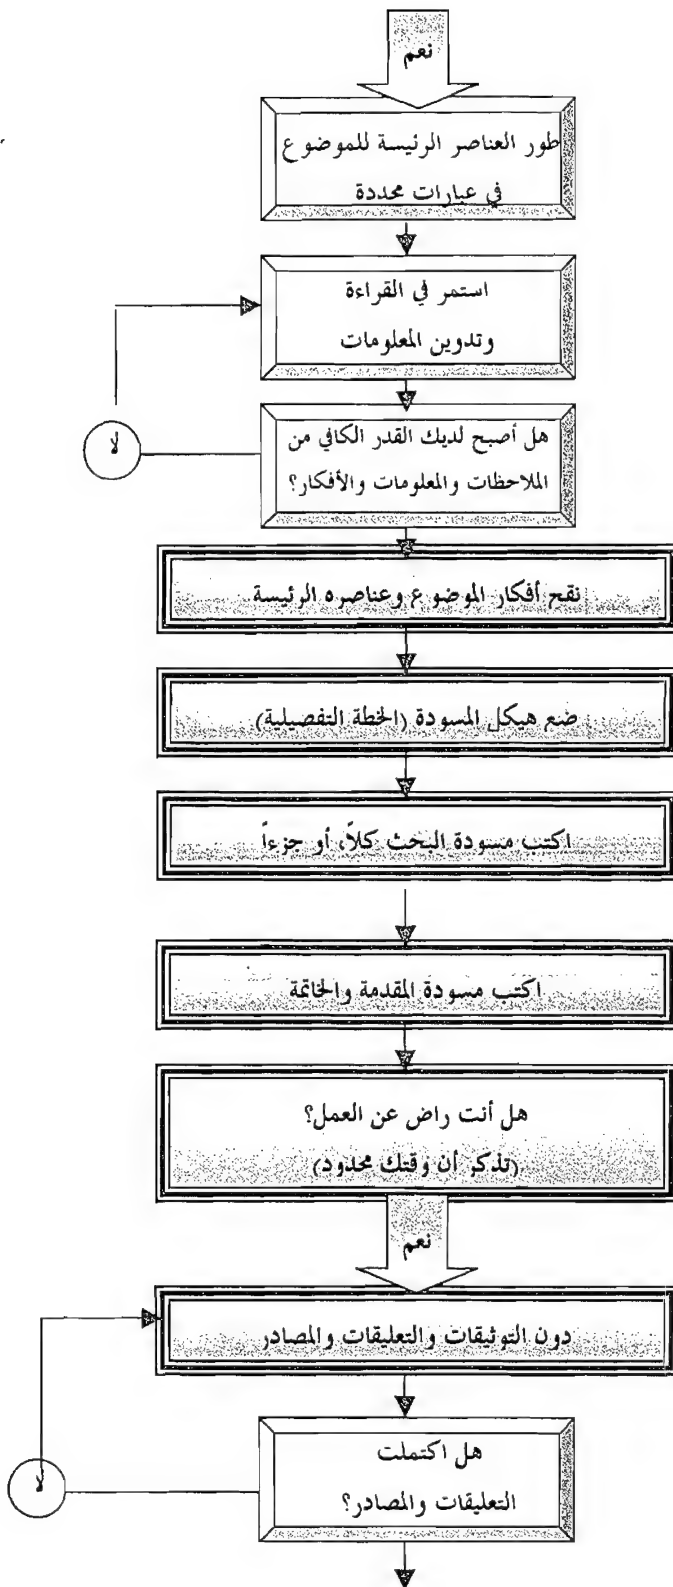 نعم
طور العناصر الرئيسة للموضوع
في عبارات محددة
استمر في القراءة
وتدوين المعلومات
هل أصبح لديك القدر الكافي من
الملاحظات والمعلومات والأفكار؟
لا
نقح أفكار الموضوع وعناصره الرئيسة
ضع هيكل المسودة (الخطة التفصيلية)
اكتب مسودة البحث كلاً، أو جزءاً
اكتب مسودة المقدمة والخاتمة
هل أنت راض عن العمل؟
(تذكر أن وقتك محدود)
نعم
دون التوثيقات والتعليقات والمصادر
هل اكتملت
التعليقات والمصادر؟
لا